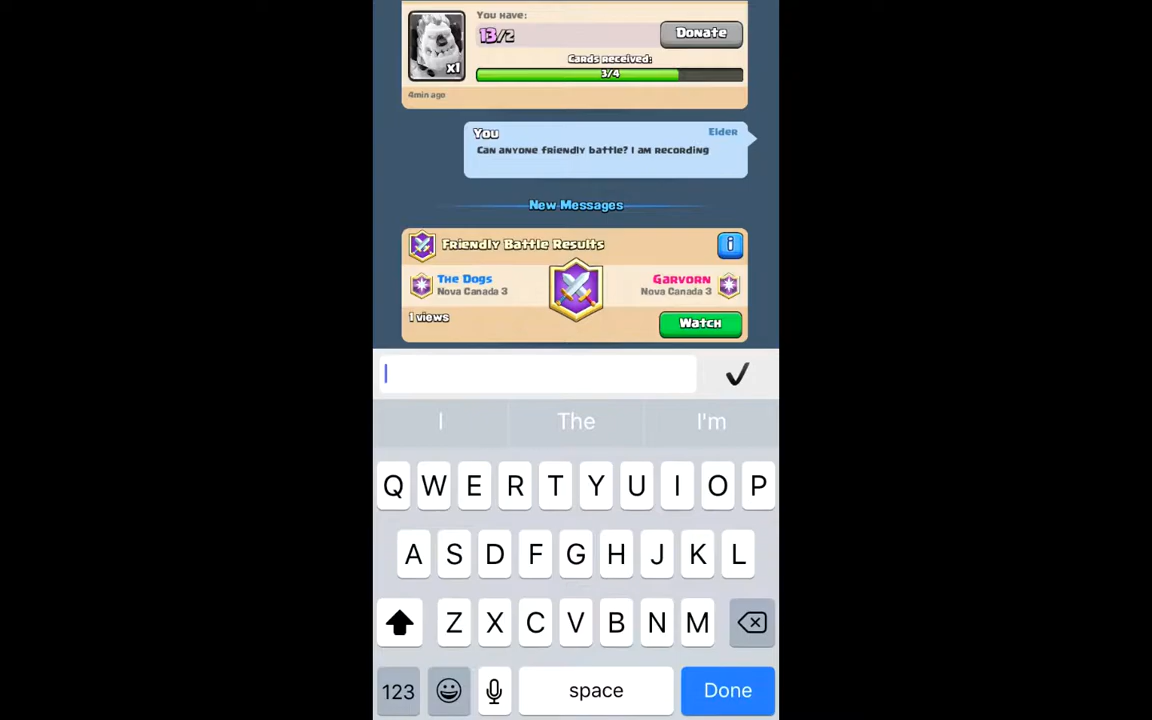 You have:
13/2
Donate
Cards received:
3/4
x1
4min ago
You
Elder
Can anyone friendly battle? I am recording
New Messages
Friendly Battle Results
i
The Dogs
Nova Canada 3
Garvorn
Nova Canada 3
1 views
Watch
I The I'm
Q W E R T Y U I O P
A S D F G H J K L
Z X C V B N M
123 space Done